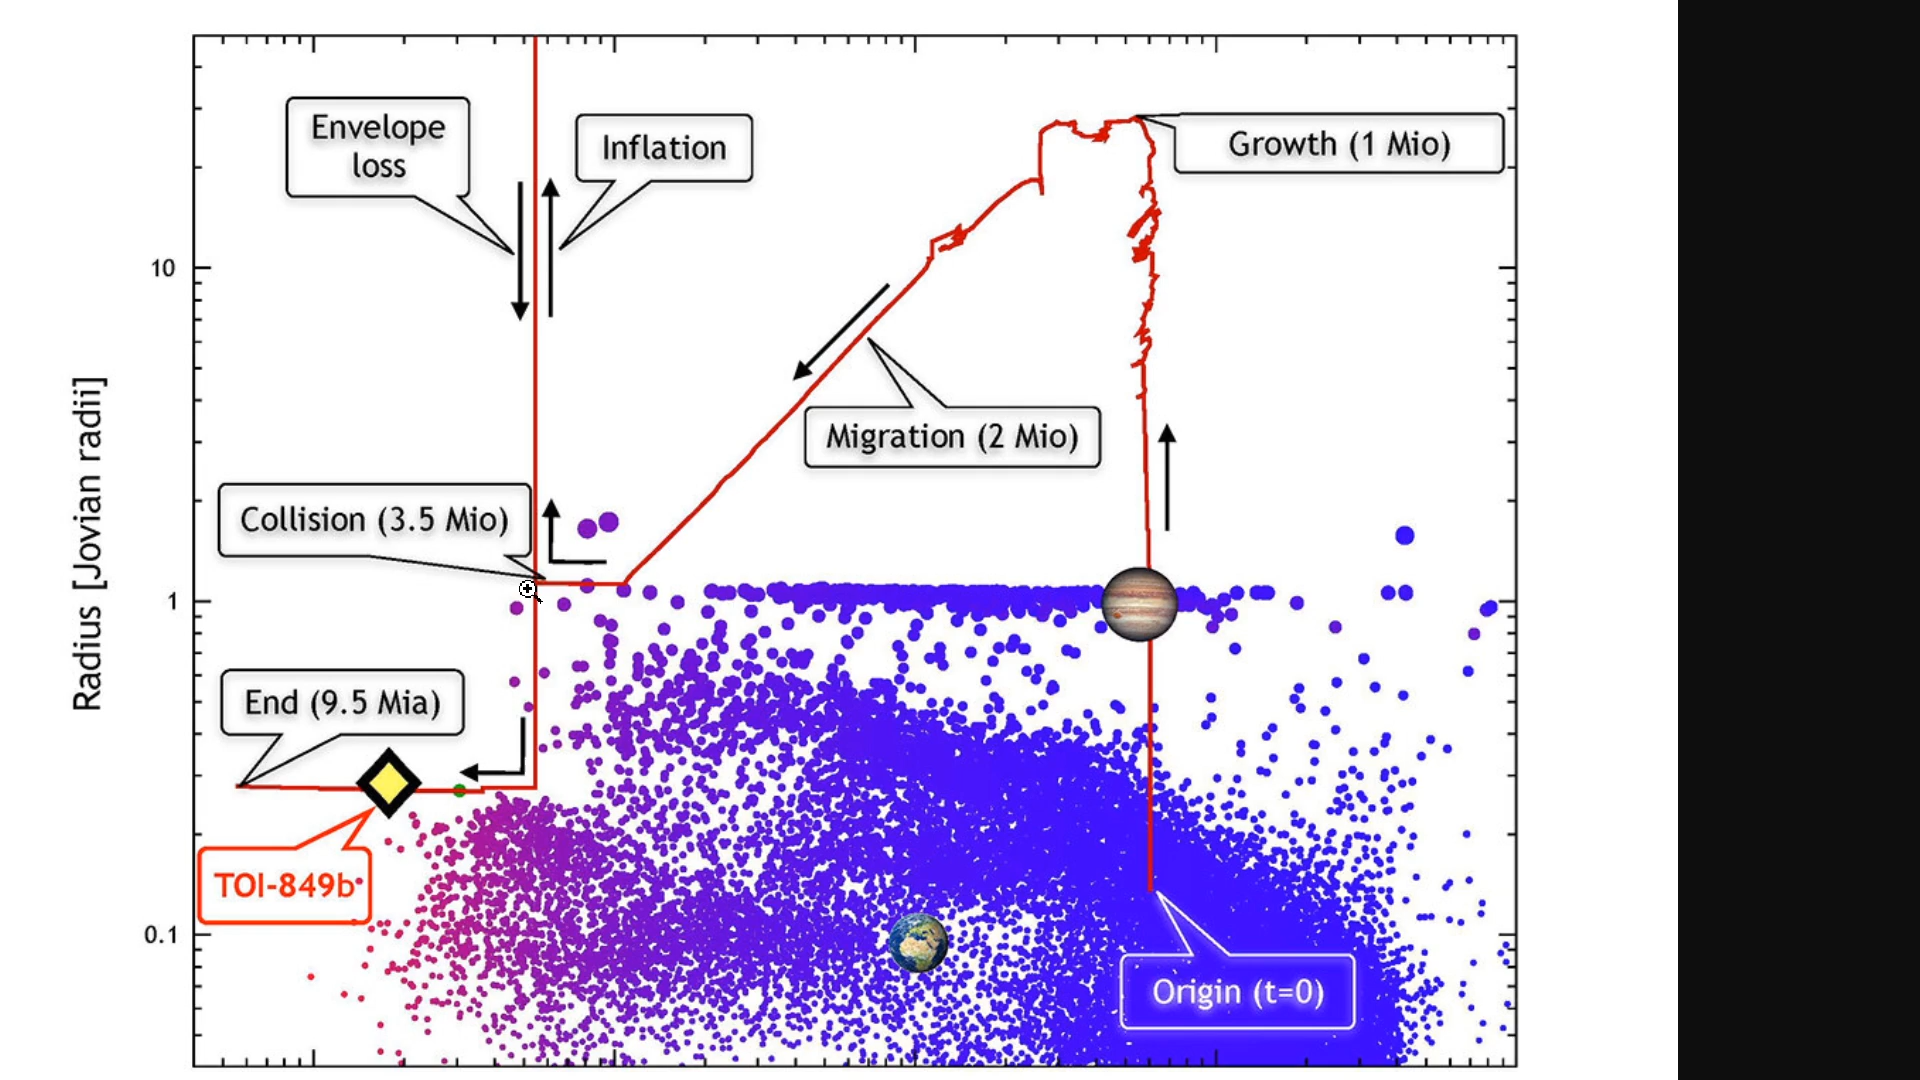 Envelope
loss
Inflation
Growth (1 Mio)
10
Migration (2 Mio)
Radius [Jovian radii]
Collision (3.5 Mio)
1
End (9.5 Mia)
TOI-849b
0.1
Origin (t=0)